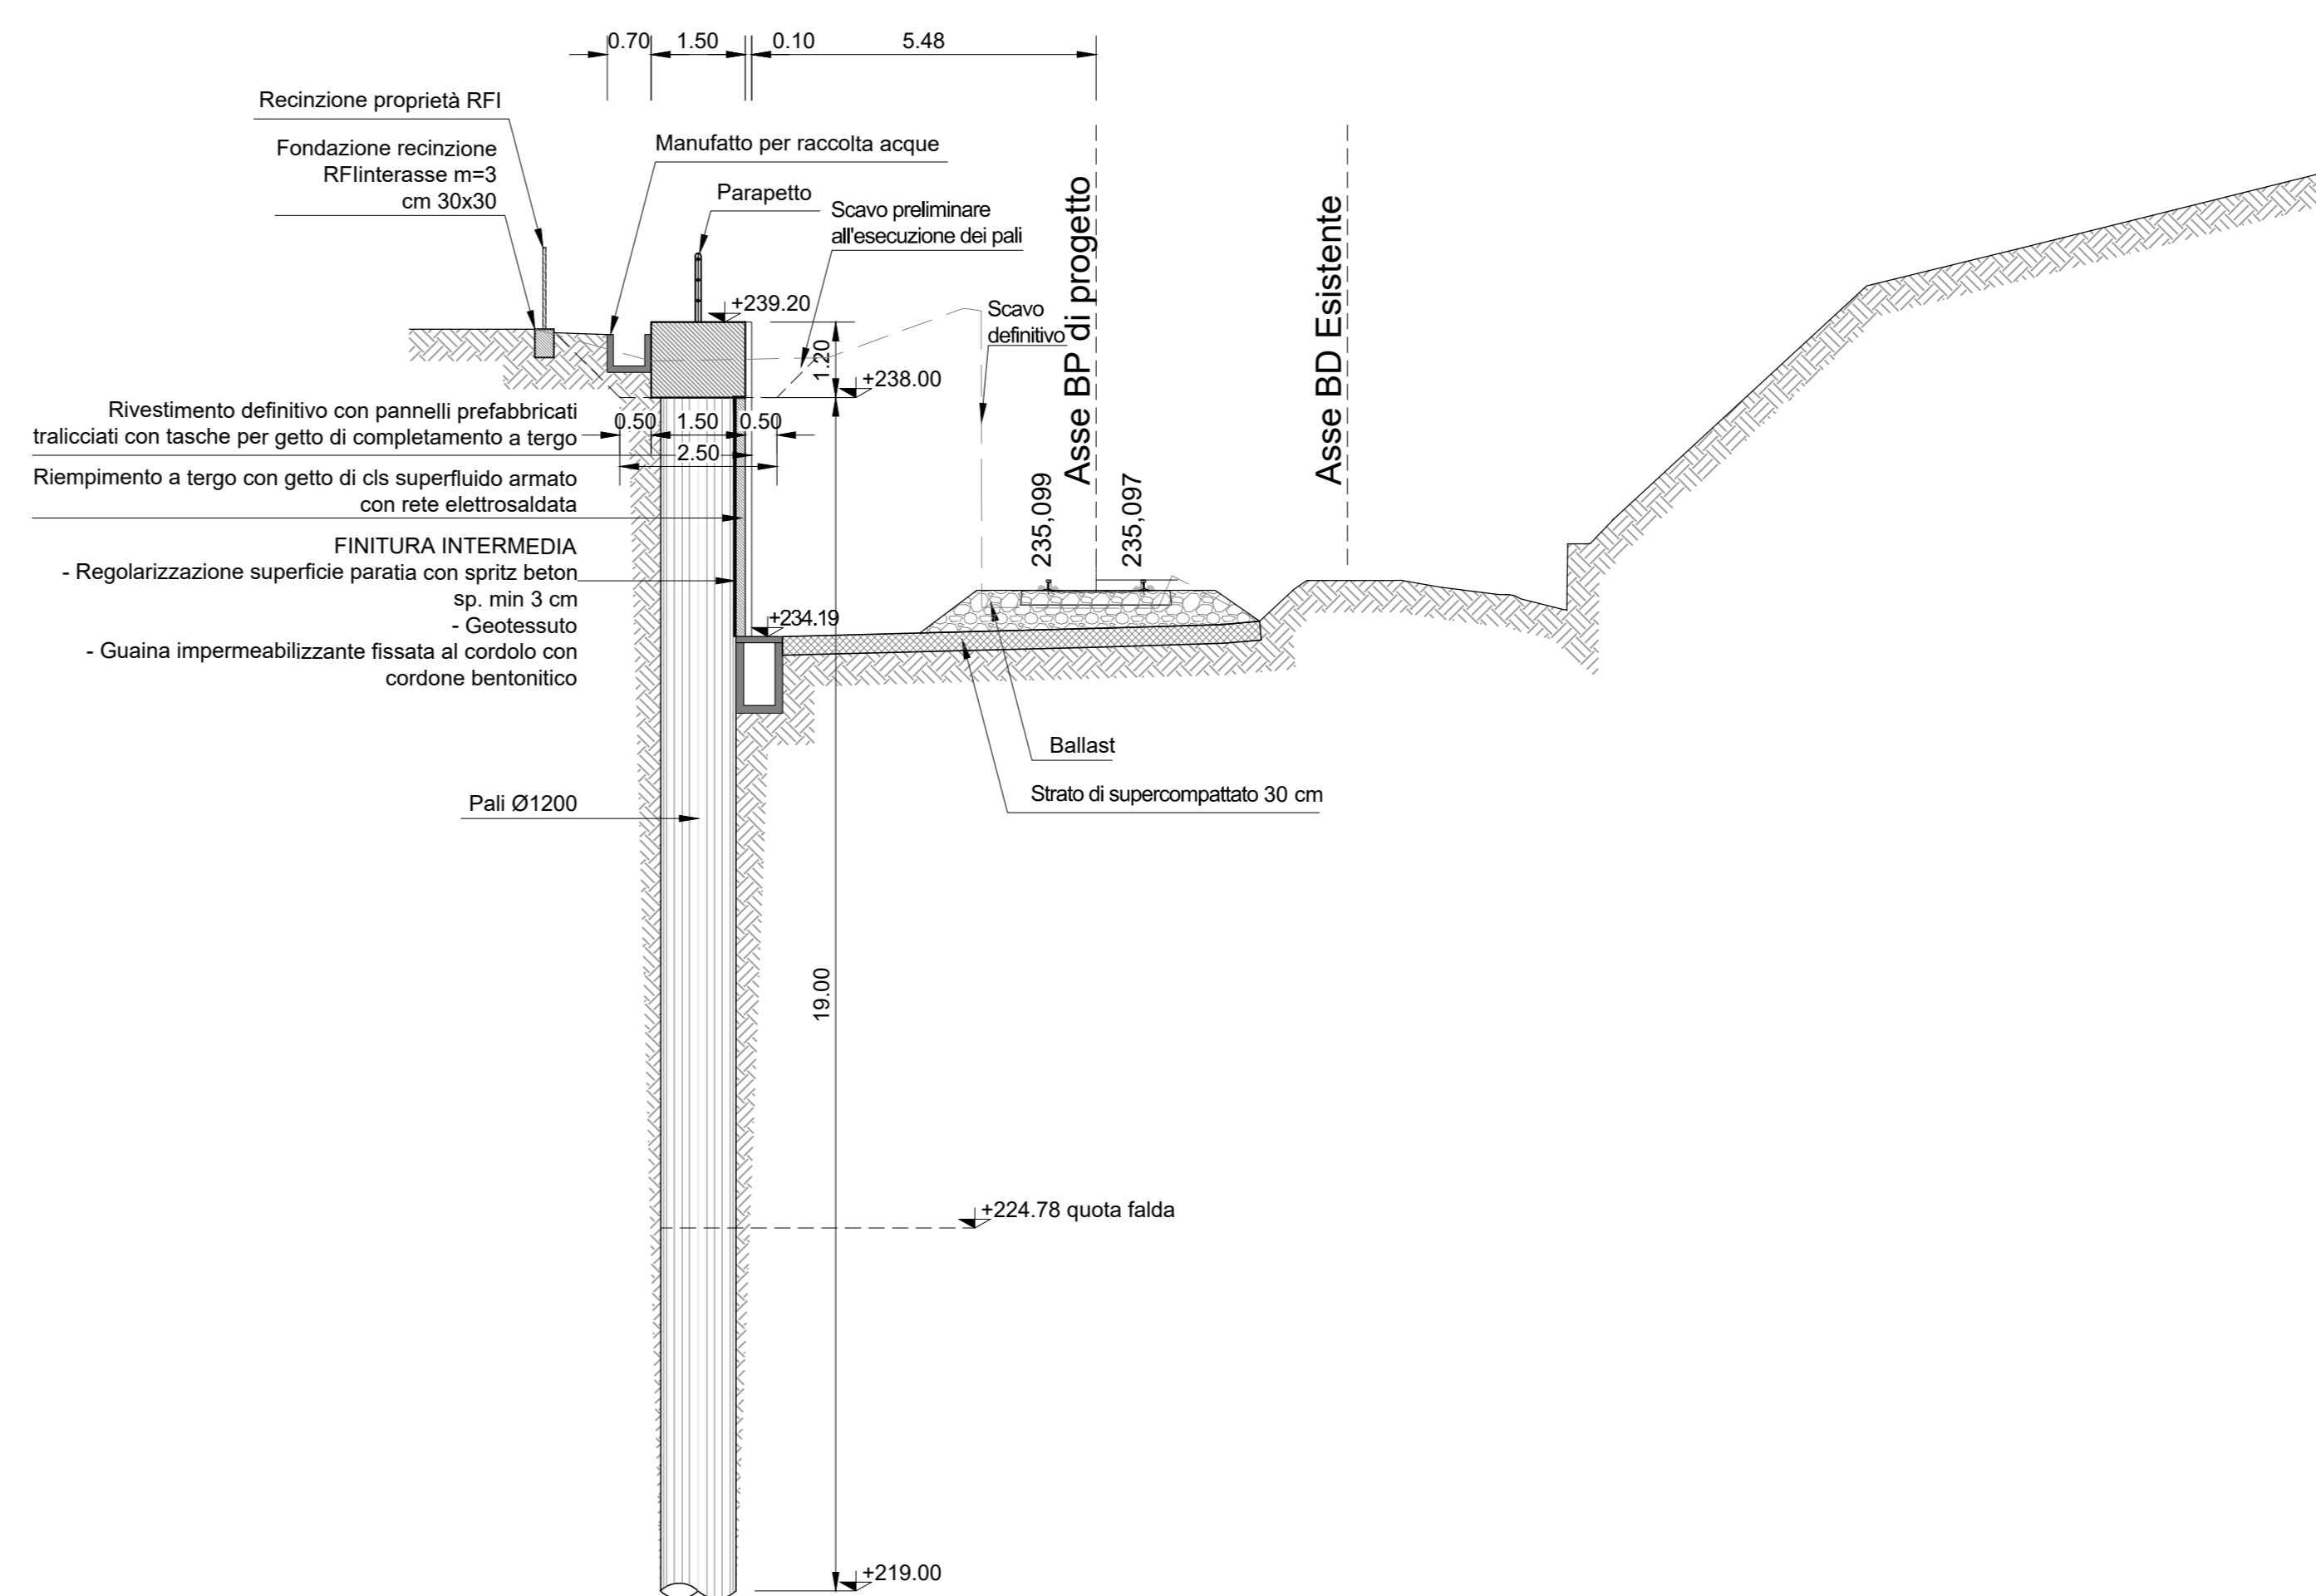 0.70
1.50
0.10
5.48
Recinzione proprietà RFI
Fondazione recinzione
RFIinterasse m=3
cm 30x30
Manufatto per raccolta acque
Parapetto
Scavo preliminare
all'esecuzione dei pali
Asse BP di progetto
Asse BD Esistente
+239.20
Scavo
definitivo
1.20
+238.00
Rivestimento definitivo con pannelli prefabbricati
tralicciati con tasche per getto di completamento a tergo
0.50
1.50
0.50
2.50
Riempimento a tergo con getto di cls superfluido armato
con rete elettrosaldata
235,099
235,097
FINITURA INTERMEDIA
- Regolarizzazione superficie paratia con spritz beton
sp. min 3 cm
- Geotessuto
- Guaina impermeabilizzante fissata al cordolo con
cordone bentonitico
+234.19
Ballast
Strato di supercompattato 30 cm
Pali Ø1200
19.00
+224.78 quota falda
+219.00